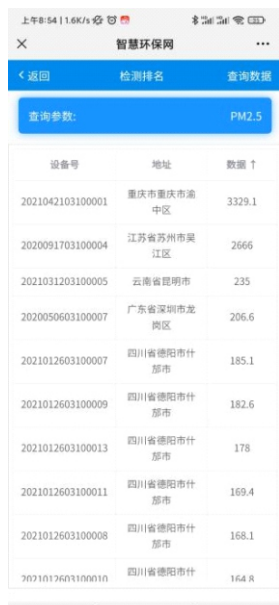 上午8:54 | 1.6K/s
智慧环保网
返回 检测排名 查询数据
查询参数: PM2.5
设备号 地址 数据 ↑
2021042103100001 重庆市重庆市渝中区 3329.1
2020091703100004 江苏省苏州市吴江区 2666
2021031203100005 云南省昆明市 235
2020050603100007 广东省深圳市龙岗区 206.6
2021012603100007 四川省德阳市什邡市 185.1
2021012603100009 四川省德阳市什邡市 182.6
2021012603100013 四川省德阳市什邡市 178
2021012603100011 四川省德阳市什邡市 169.4
2021012603100008 四川省德阳市什邡市 168.1
2021012603100010 四川省德阳市什 164.8